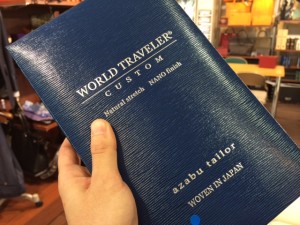 WORLD TRAVELER®
CUSTOM
Natural stretch NANO finish
azabu tailor
WOVEN IN JAPAN